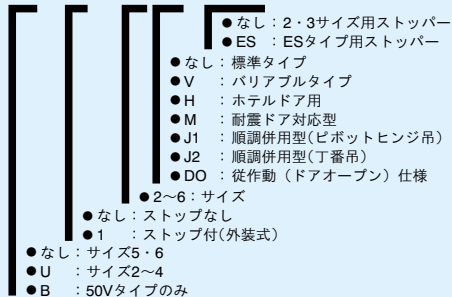 ●なし：2・3サイズ用ストッパー
●ES ：ESタイプ用ストッパー
●なし：標準タイプ
●V ：バリアブルタイプ
●H ：ホテルドア用
●M ：耐震ドア対応型
●J1 ：順調併用型(ピボットヒンジ吊)
●J2 ：順調併用型(丁番吊)
●DO ：従作動（ドアオープン）仕様
●2〜6：サイズ
●なし：ストップなし
●1 ：ストップ付(外装式)
●なし：サイズ5・6
●U ：サイズ2〜4
●B ：50Vタイプのみ